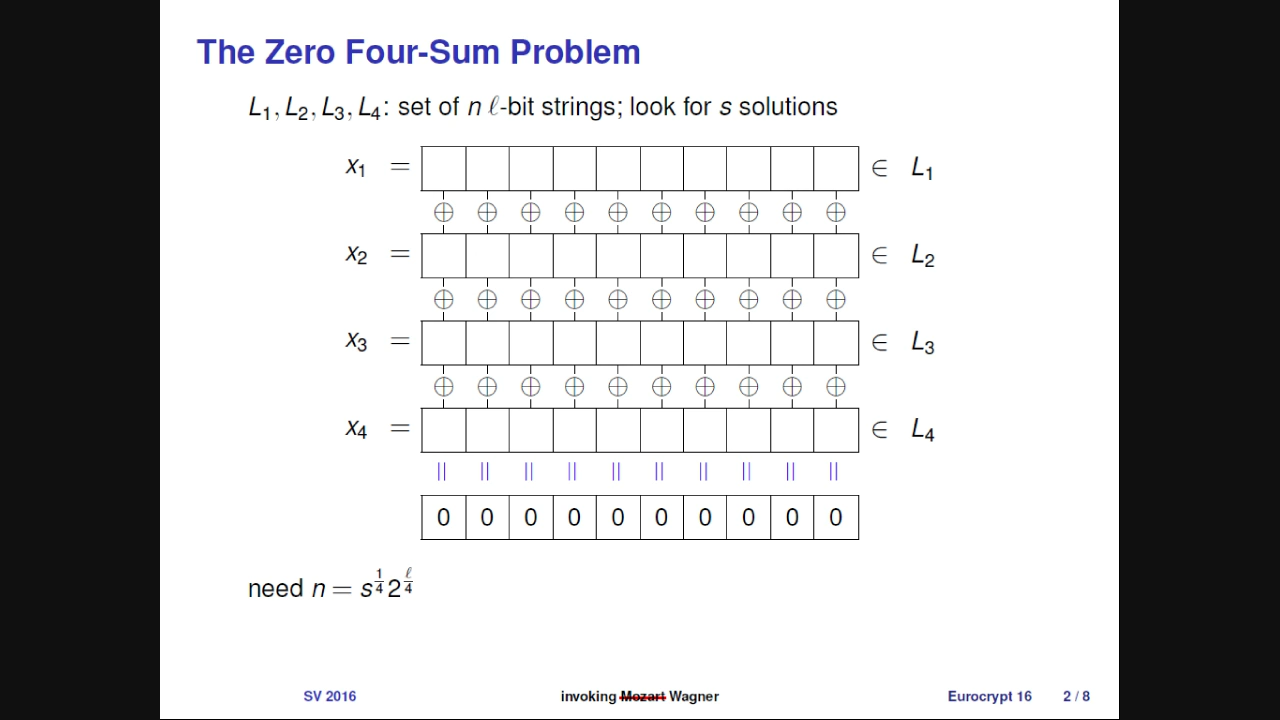 The Zero Four-Sum Problem
L₁, L₂, L₃, L₄: set of n ℓ-bit strings; look for s solutions
x₁ = ∈ L₁
⊕ ⊕ ⊕ ⊕ ⊕ ⊕ ⊕ ⊕ ⊕ ⊕
x₂ = ∈ L₂
⊕ ⊕ ⊕ ⊕ ⊕ ⊕ ⊕ ⊕ ⊕ ⊕
x₃ = ∈ L₃
⊕ ⊕ ⊕ ⊕ ⊕ ⊕ ⊕ ⊕ ⊕ ⊕
x₄ = ∈ L₄
|| || || || || || || || || ||
0 0 0 0 0 0 0 0 0 0
need n = s^{1/4} 2^{ℓ/4}
SV 2016 invoking Mozart Wagner Eurocrypt 16 2 / 8